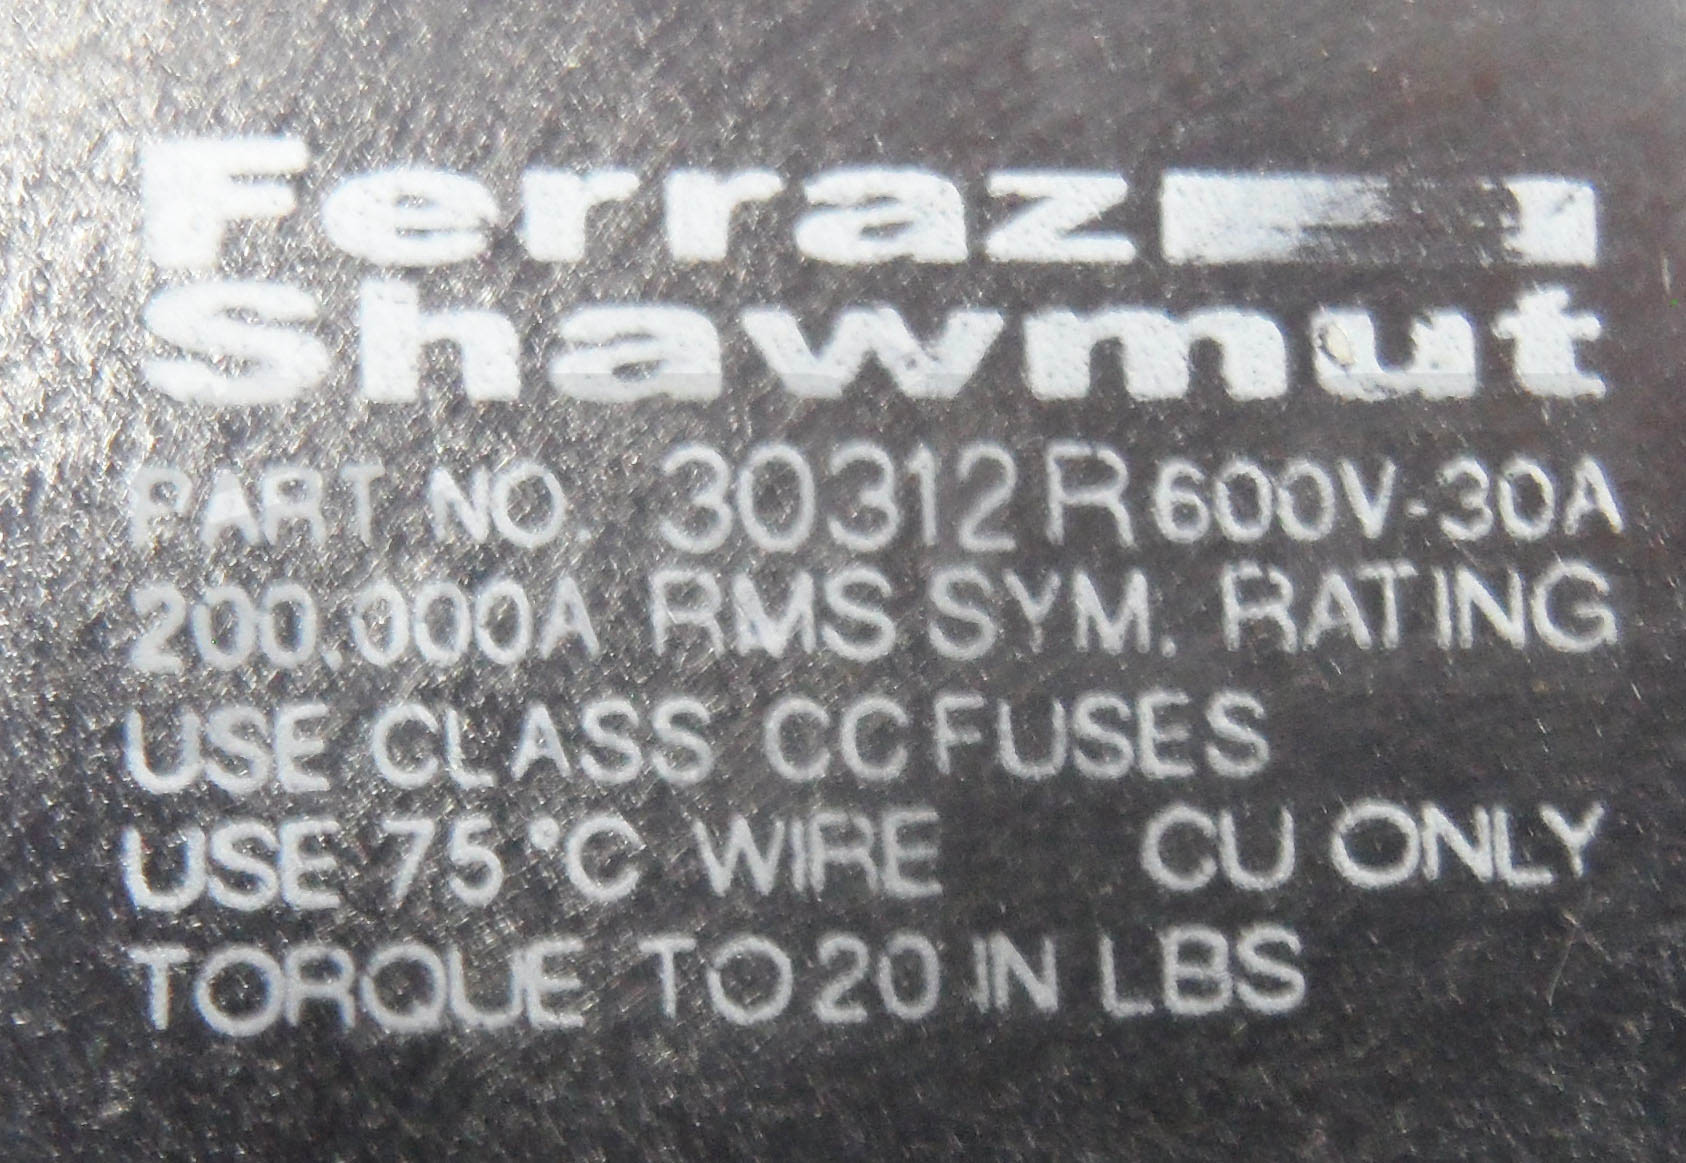 Ferraz
Shawmut
PART NO. 30312R 600V-30A
200,000A RMS SYM. RATING
USE CLASS CC FUSES
USE 75°C WIRE CU ONLY
TORQUE TO 20 IN LBS